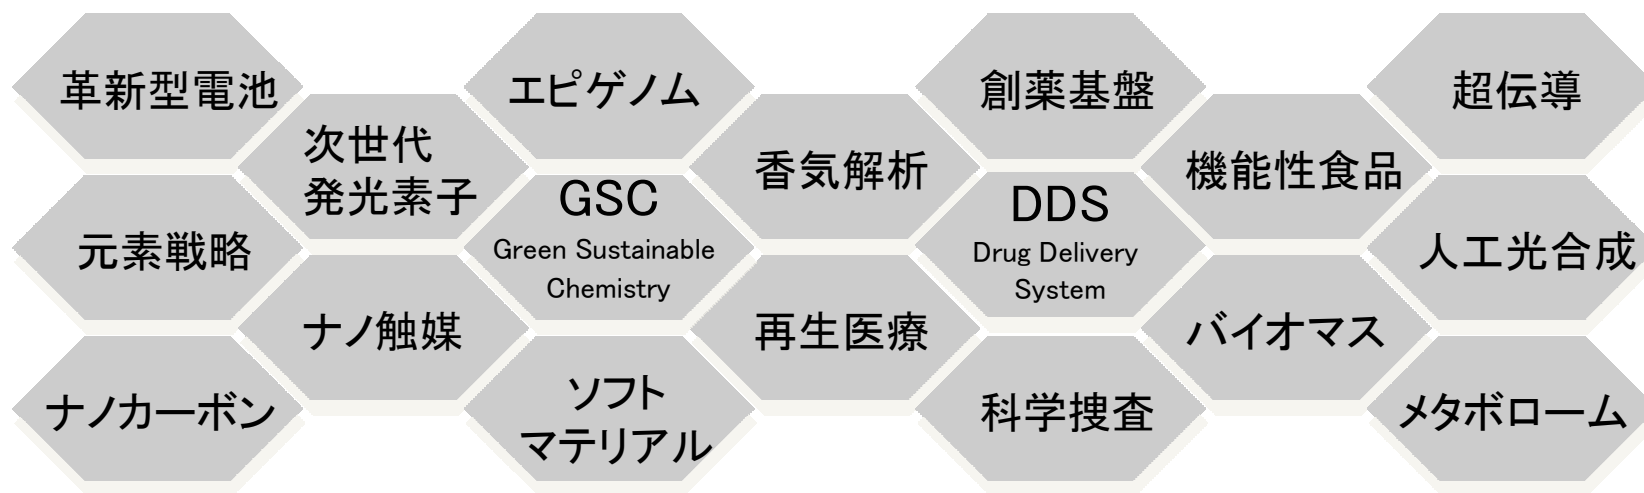 革新型電池
エピゲノム
創薬基盤
超伝導
次世代
発光素子
香気解析
機能性食品
元素戦略
GSC
Green Sustainable
Chemistry
DDS
Drug Delivery
System
人工光合成
ナノ触媒
再生医療
バイオマス
ナノカーボン
ソフト
マテリアル
科学捜査
メタボローム